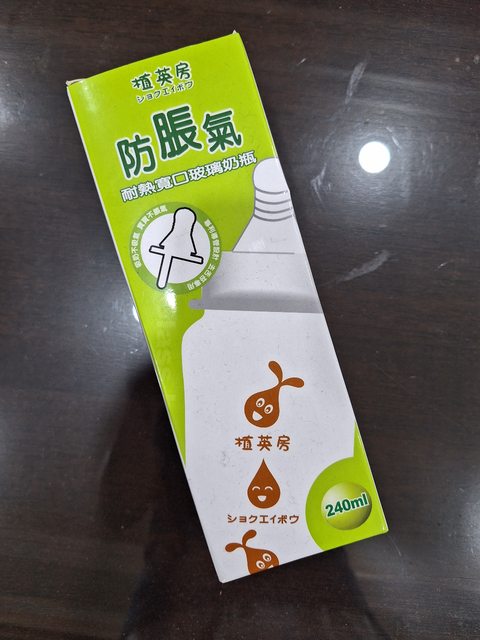 植英房
ショクエイボウ
防脹氣
耐熱寬口玻璃奶瓶
植英房
ショクエイボウ
240ml